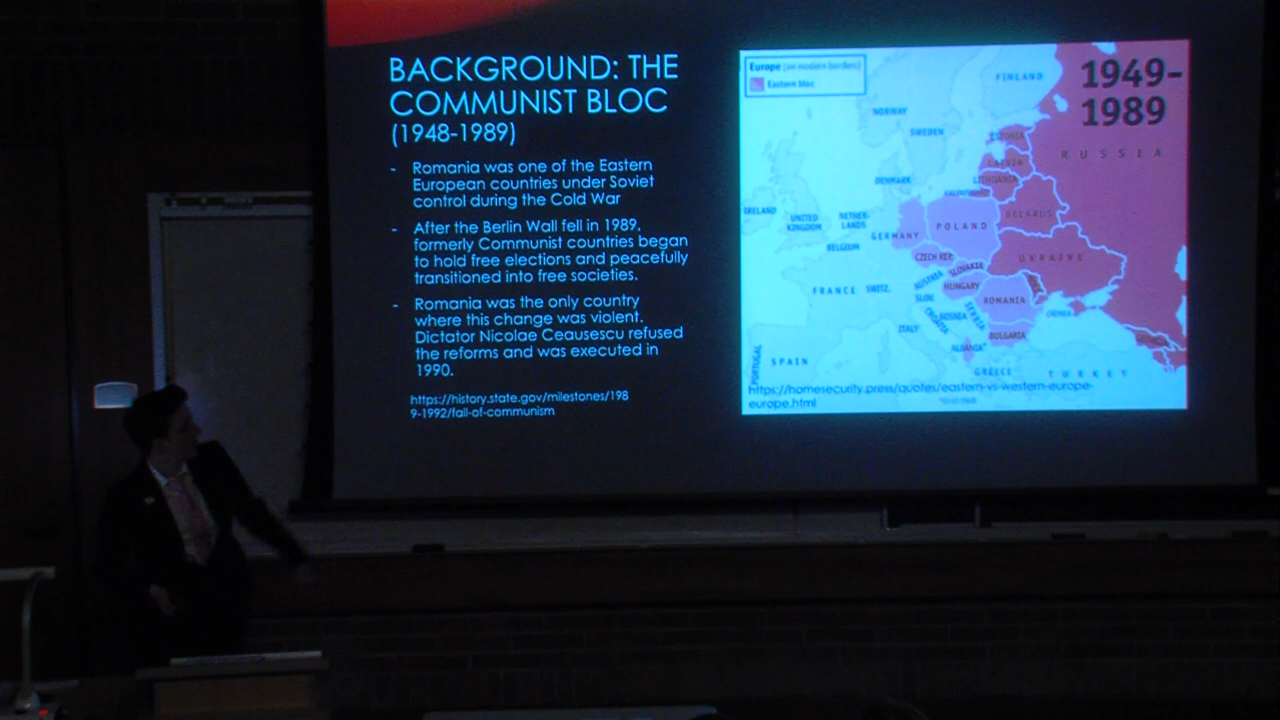 BACKGROUND: THE
COMMUNIST BLOC
(1948-1989)
- Romania was one of the Eastern
European countries under Soviet
control during the Cold War
- After the Berlin Wall fell in 1989,
formerly Communist countries began
to hold free elections and peacefully
transitioned into free societies.
- Romania was the only country
where this change was violent.
Dictator Nicolae Ceausescu refused
the reforms and was executed in
1990.
https://history.state.gov/milestones/198
9-1992/fall-of-communism
Europe (on modern borders)
Eastern bloc
1949-
1989
FINLAND
NORWAY
SWEDEN
ESTONIA
RUSSIA
LATVIA
LITHUANIA
DENMARK
IRELAND
UNITED
KINGDOM
NETHER-
LANDS
BELARUS
GERMANY
POLAND
BELGIUM
CZECH REP.
UKRAINE
SLOVAKIA
AUSTRIA
FRANCE
SWITZ.
HUNGARY
SLOV.
ROMANIA
CROATIA
BOSNIA
SERBIA
CRIMEA
ITALY
BULGARIA
ALBANIA*
PORTUGAL
SPAIN
GREECE
TURKEY
https://homesecurity.press/quotes/eastern-vs-western-europe-
europe.html